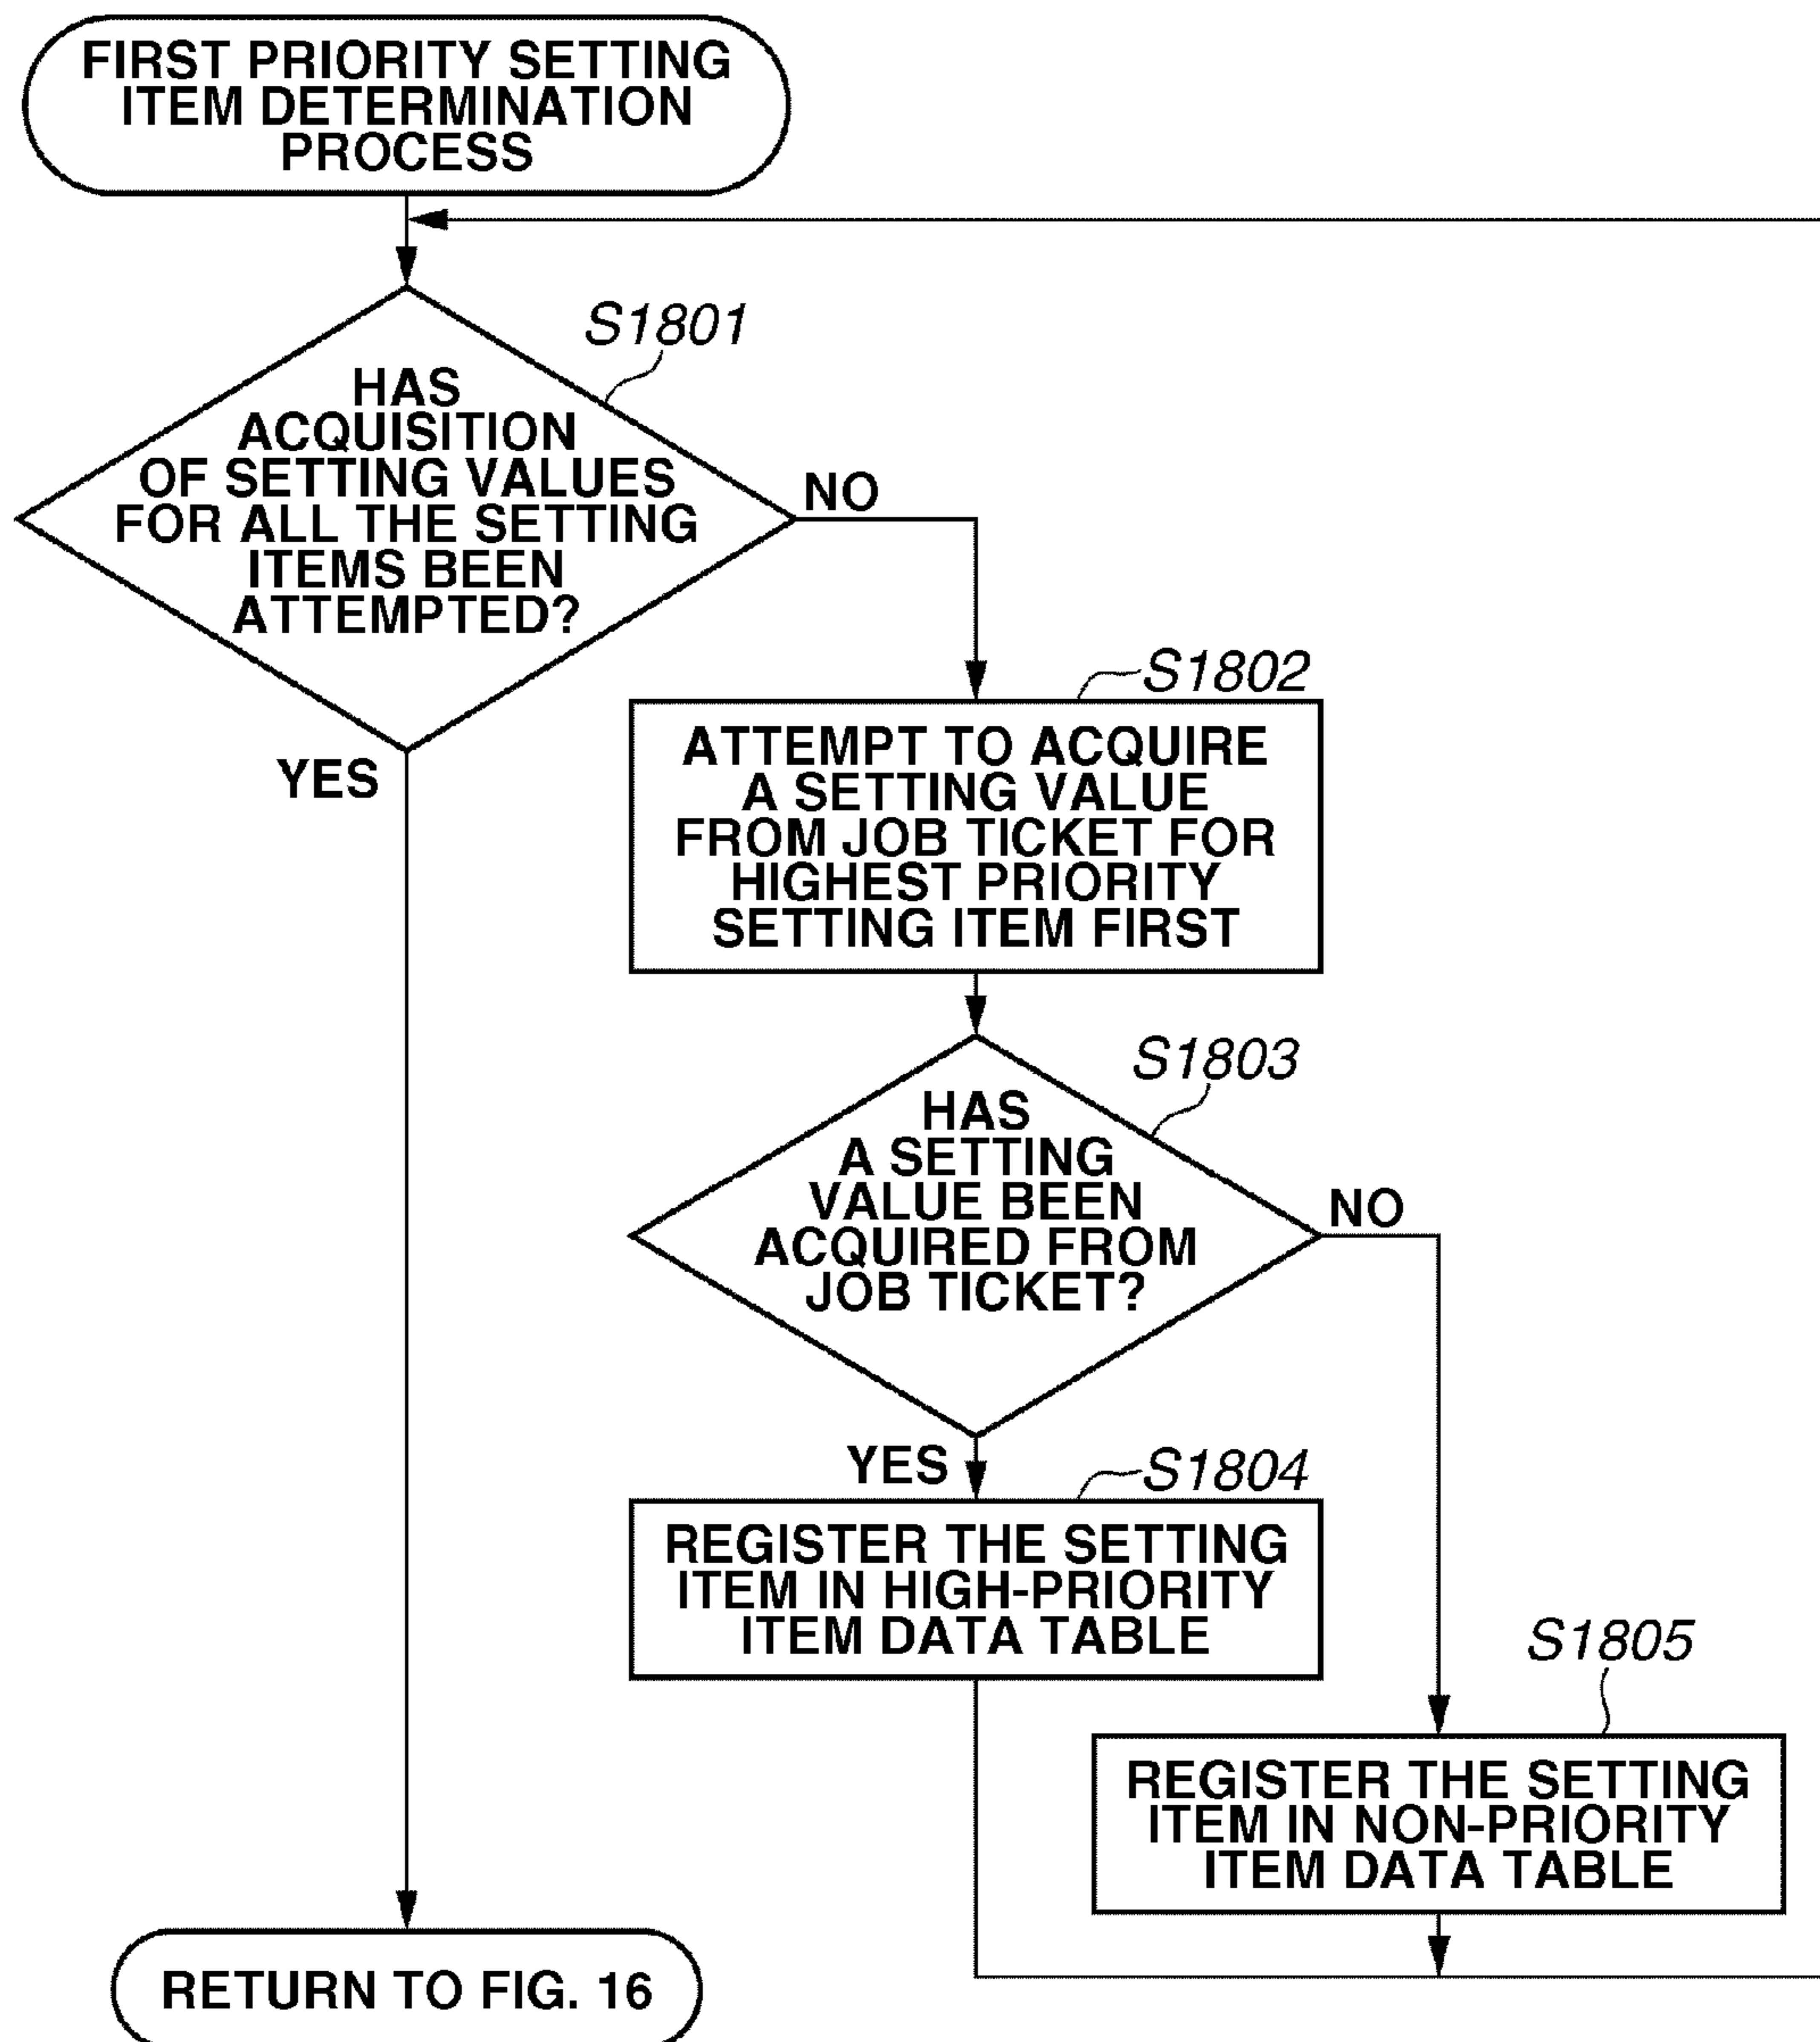 FIRST PRIORITY SETTING
ITEM DETERMINATION
PROCESS
S1801
HAS
ACQUISITION
OF SETTING VALUES
FOR ALL THE SETTING
ITEMS BEEN
ATTEMPTED?
NO
YES
S1802
ATTEMPT TO ACQUIRE
A SETTING VALUE
FROM JOB TICKET FOR
HIGHEST PRIORITY
SETTING ITEM FIRST
S1803
HAS
A SETTING
VALUE BEEN
ACQUIRED FROM
JOB TICKET?
NO
YES
S1804
REGISTER THE SETTING
ITEM IN HIGH-PRIORITY
ITEM DATA TABLE
S1805
REGISTER THE SETTING
ITEM IN NON-PRIORITY
ITEM DATA TABLE
RETURN TO FIG. 16